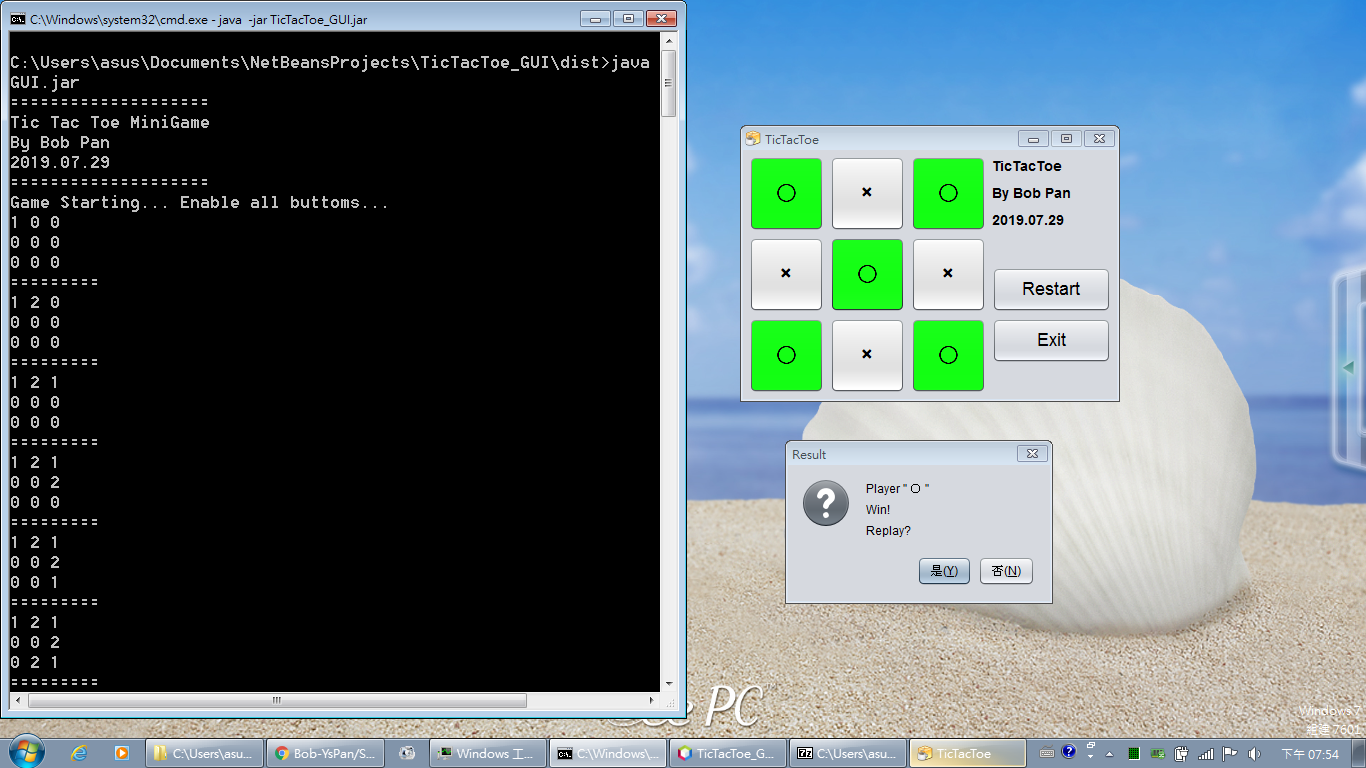 C:\Windows\system32\cmd.exe - java -jar TicTacToe_GUI.jar
C:\Users\asus\Documents\NetBeansProjects\TicTacToe_GUI\dist>java
GUI.jar
====================
Tic Tac Toe MiniGame
By Bob Pan
2019.07.29
====================
Game Starting... Enable all buttoms...
1 0 0
0 0 0
0 0 0
=========
1 2 0
0 0 0
0 0 0
=========
1 2 1
0 0 0
0 0 0
=========
1 2 1
0 0 2
0 0 0
=========
1 2 1
0 0 2
0 0 1
=========
1 2 1
0 0 2
0 2 1
=========
TicTacToe
○ × ○
× ○ ×
○ × ○
TicTacToe
By Bob Pan
2019.07.29
Restart
Exit
Result
Player " ○ "
Win!
Replay?
是(Y) 否(N)
PC
Windows 7
7601
C:\Users\asu...
Bob-YsPan/S...
Windows 工...
C:\Windows\...
TicTacToe_G...
C:\Users\asu...
TicTacToe
下午 07:54